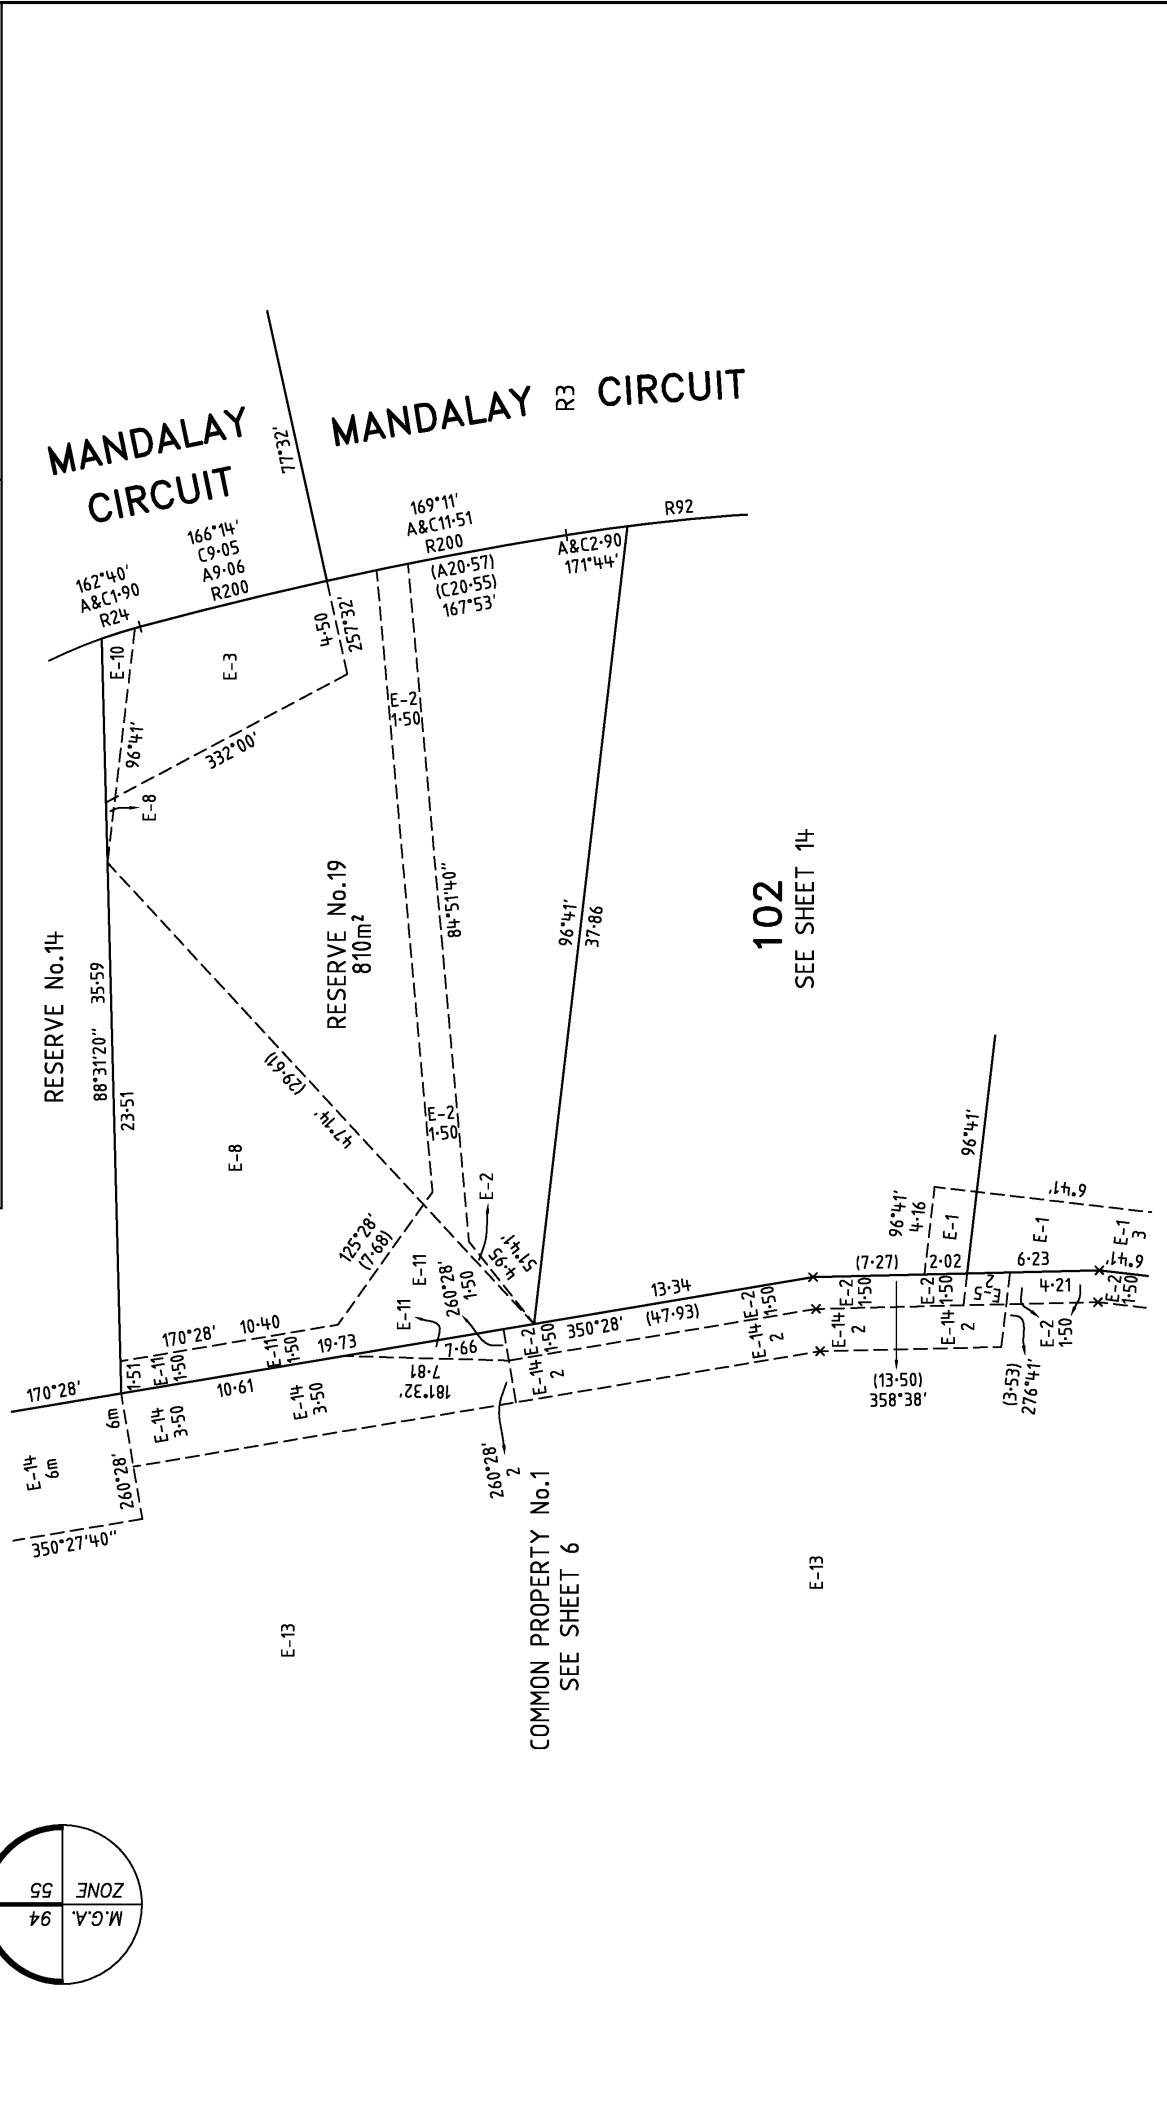 MANDALAY
CIRCUIT
77°32'
MANDALAY R3 CIRCUIT
162°40'
A&C1·90
R24
166°14'
C9·05
A9·06
R200
169°11'
A&C11·51
R200
(A20·57)
(C20·55)
167°53'
A&C2·90
171°44'
R92
E-10
E-3
4·50
257°32'
96°41'
332°00'
E-8
E-2
1·50
RESERVE No.14
88°31'20" 35·59
23·51
RESERVE No.19
810m²
84°51'40"
96°41'
37·86
102
SEE SHEET 14
(29·61)
47°14'
E-8
E-2
1·50
E-2
125°28'
(7·68)
E-11
E-11
260°28'
1·50
4·95
51°41'
96°41'
96°41'
4·16
E-1
6°41'
E-1
E-1
3
170°28'
1·51
E-11
1·50
170°28' 10·40
E-11
1·50
19·73
10·61
7·66
7·81
181°32'
E-2
1·50
E-14
2
350°28'
13·34
(47·93)
E-2
1·50
E-14
2
(7·27)
2·02
6·23
6°41'
E-2
1·50
E-14
2
E-2
1·50
E-14
2
E-5
2
4·21
E-2
1·50
E-2
1·50
(13·50)
358°38'
(3·53)
276°41'
6m
E-14
3·50
E-14
3·50
E-14
6m
260°28'
350°27'40"
260°28'
2
COMMON PROPERTY No.1
SEE SHEET 6
E-13
E-13
M.G.A. 94
ZONE 55